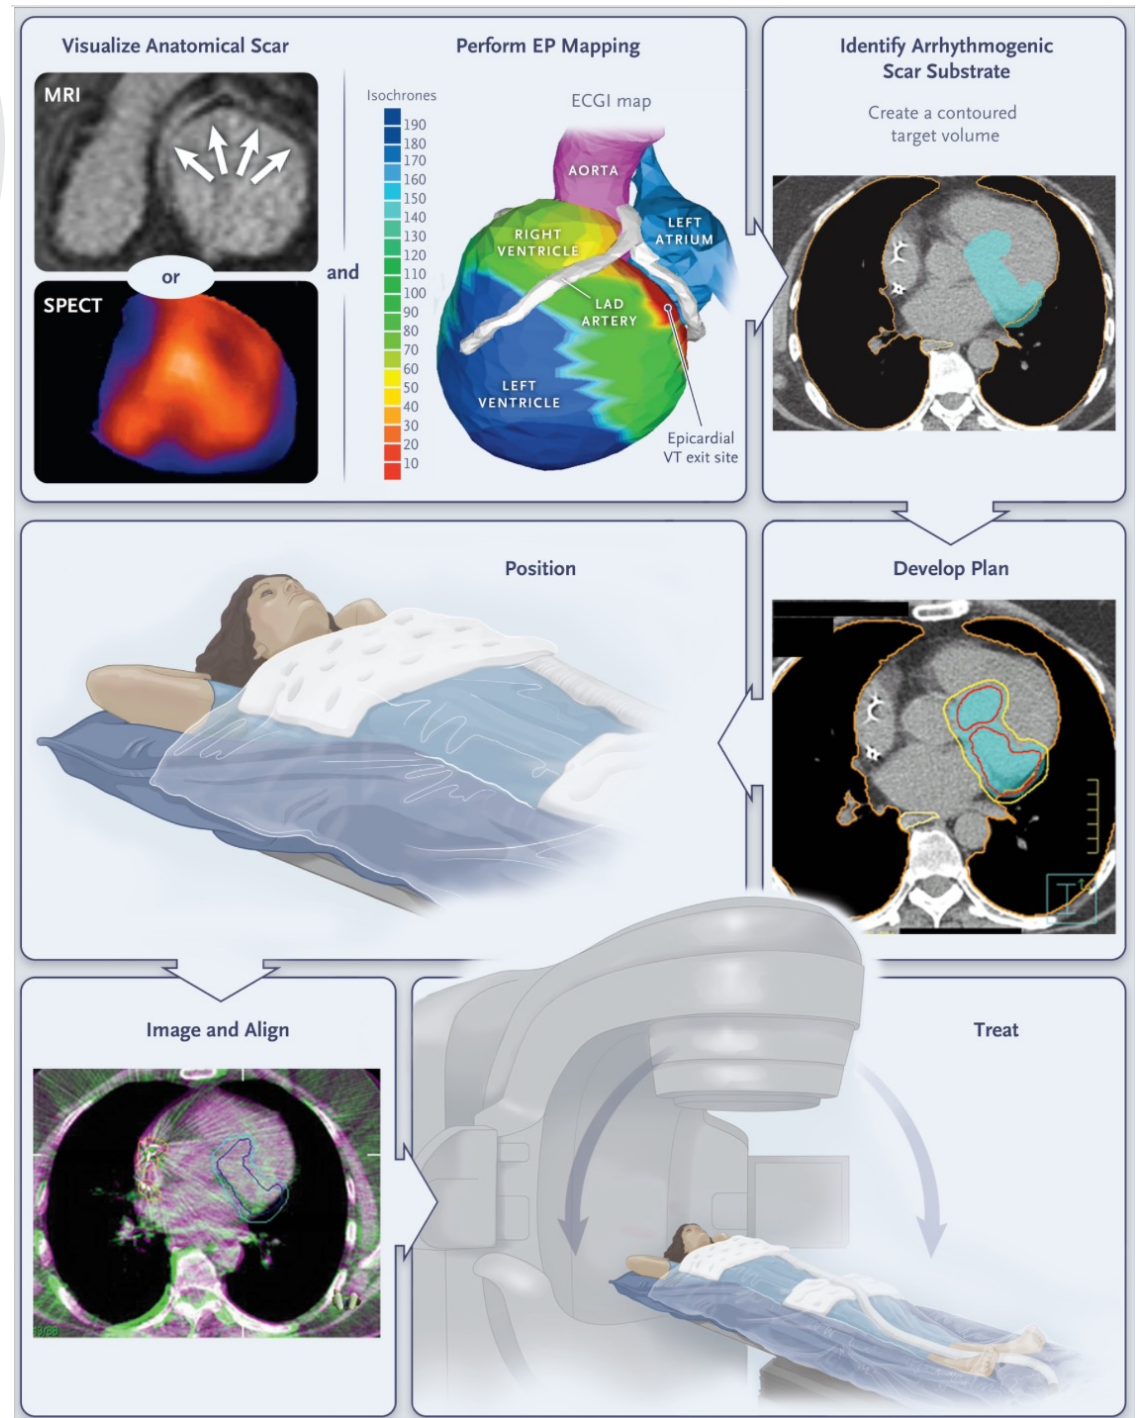 Visualize Anatomical Scar
MRI
or
SPECT
and
Perform EP Mapping
Isochrones
190
180
170
160
150
140
130
120
110
100
90
80
70
60
50
40
30
20
10
ECGI map
AORTA
LEFT
ATRIUM
RIGHT
VENTRICLE
LAD
ARTERY
LEFT
VENTRICLE
Epicardial
VT exit site
Identify Arrhythmogenic
Scar Substrate
Create a contoured
target volume
Develop Plan
Position
Image and Align
Treat